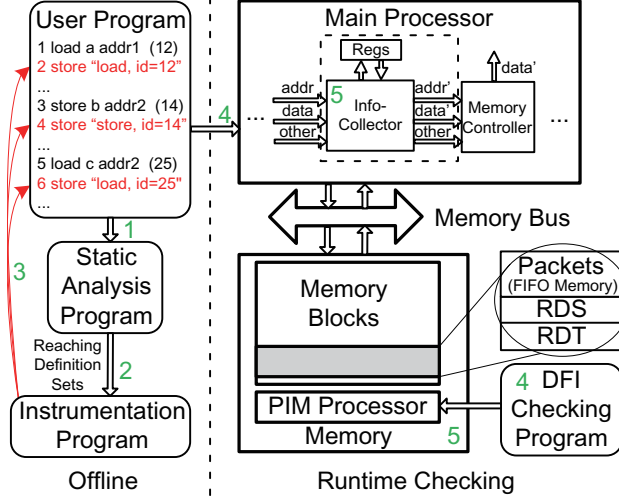 User Program
1 load a addr1 (12)
2 store “load, id=12”
...
3 store b addr2 (14)
4 store “store, id=14”
...
5 load c addr2 (25)
6 store “load, id=25"
...
1
Static
Analysis
Program
3
Reaching
Definition
Sets
2
Instrumentation
Program
Offline
4
Main Processor
Regs
...
addr
data
other
5
Info-
Collector
addr’
data’
other
Memory
Controller
data’
...
Memory Bus
Memory
Blocks
PIM Processor
Memory
5
Packets
(FIFO Memory)
RDS
RDT
4 DFI
Checking
Program
Runtime Checking